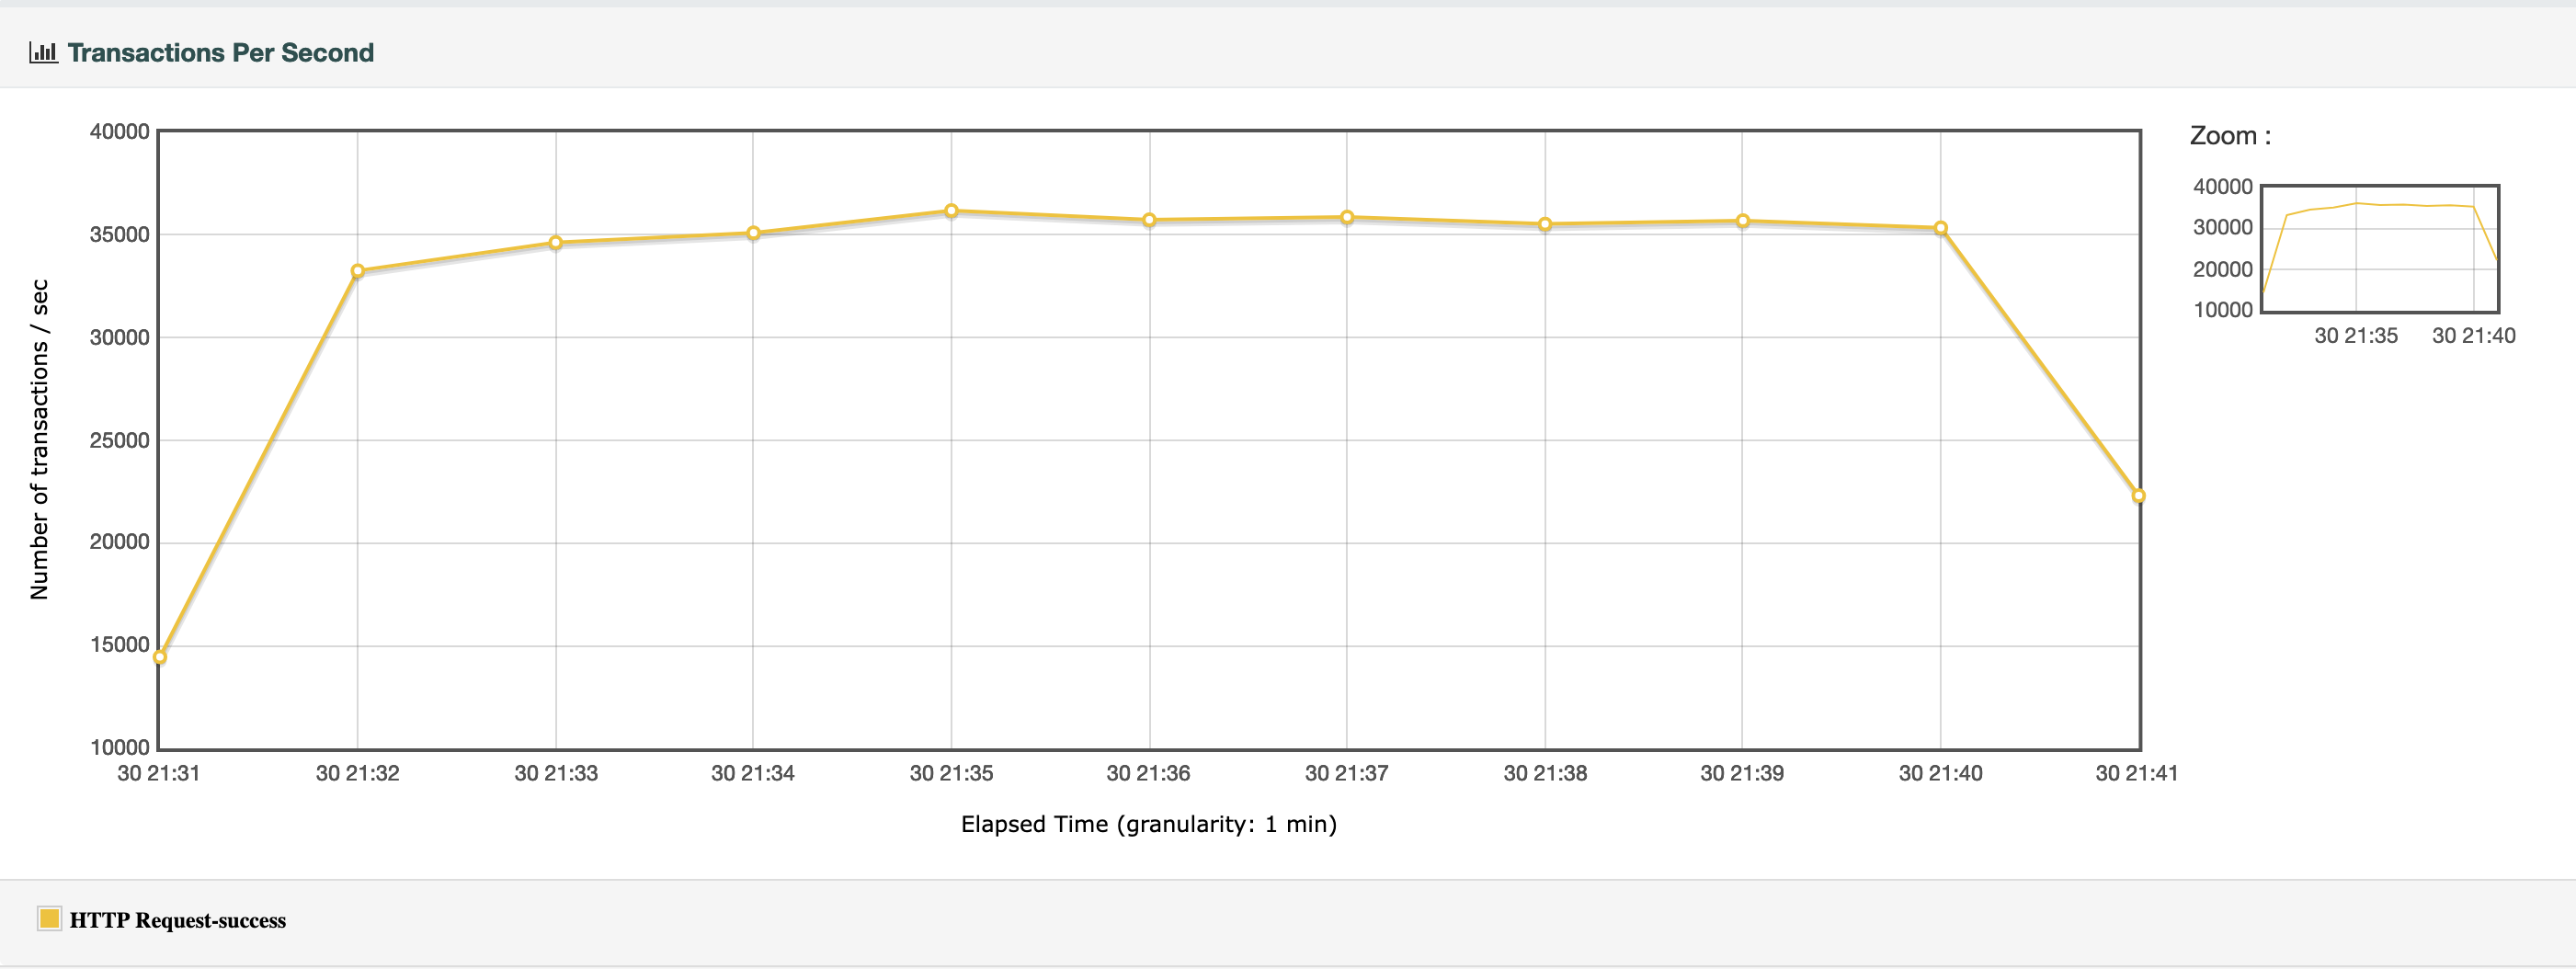 Transactions Per Second
Number of transactions / sec
40000
35000
30000
25000
20000
15000
10000
30 21:31 30 21:32 30 21:33 30 21:34 30 21:35 30 21:36 30 21:37 30 21:38 30 21:39 30 21:40 30 21:41
Elapsed Time (granularity: 1 min)
Zoom :
40000
30000
20000
10000
30 21:35 30 21:40
HTTP Request-success